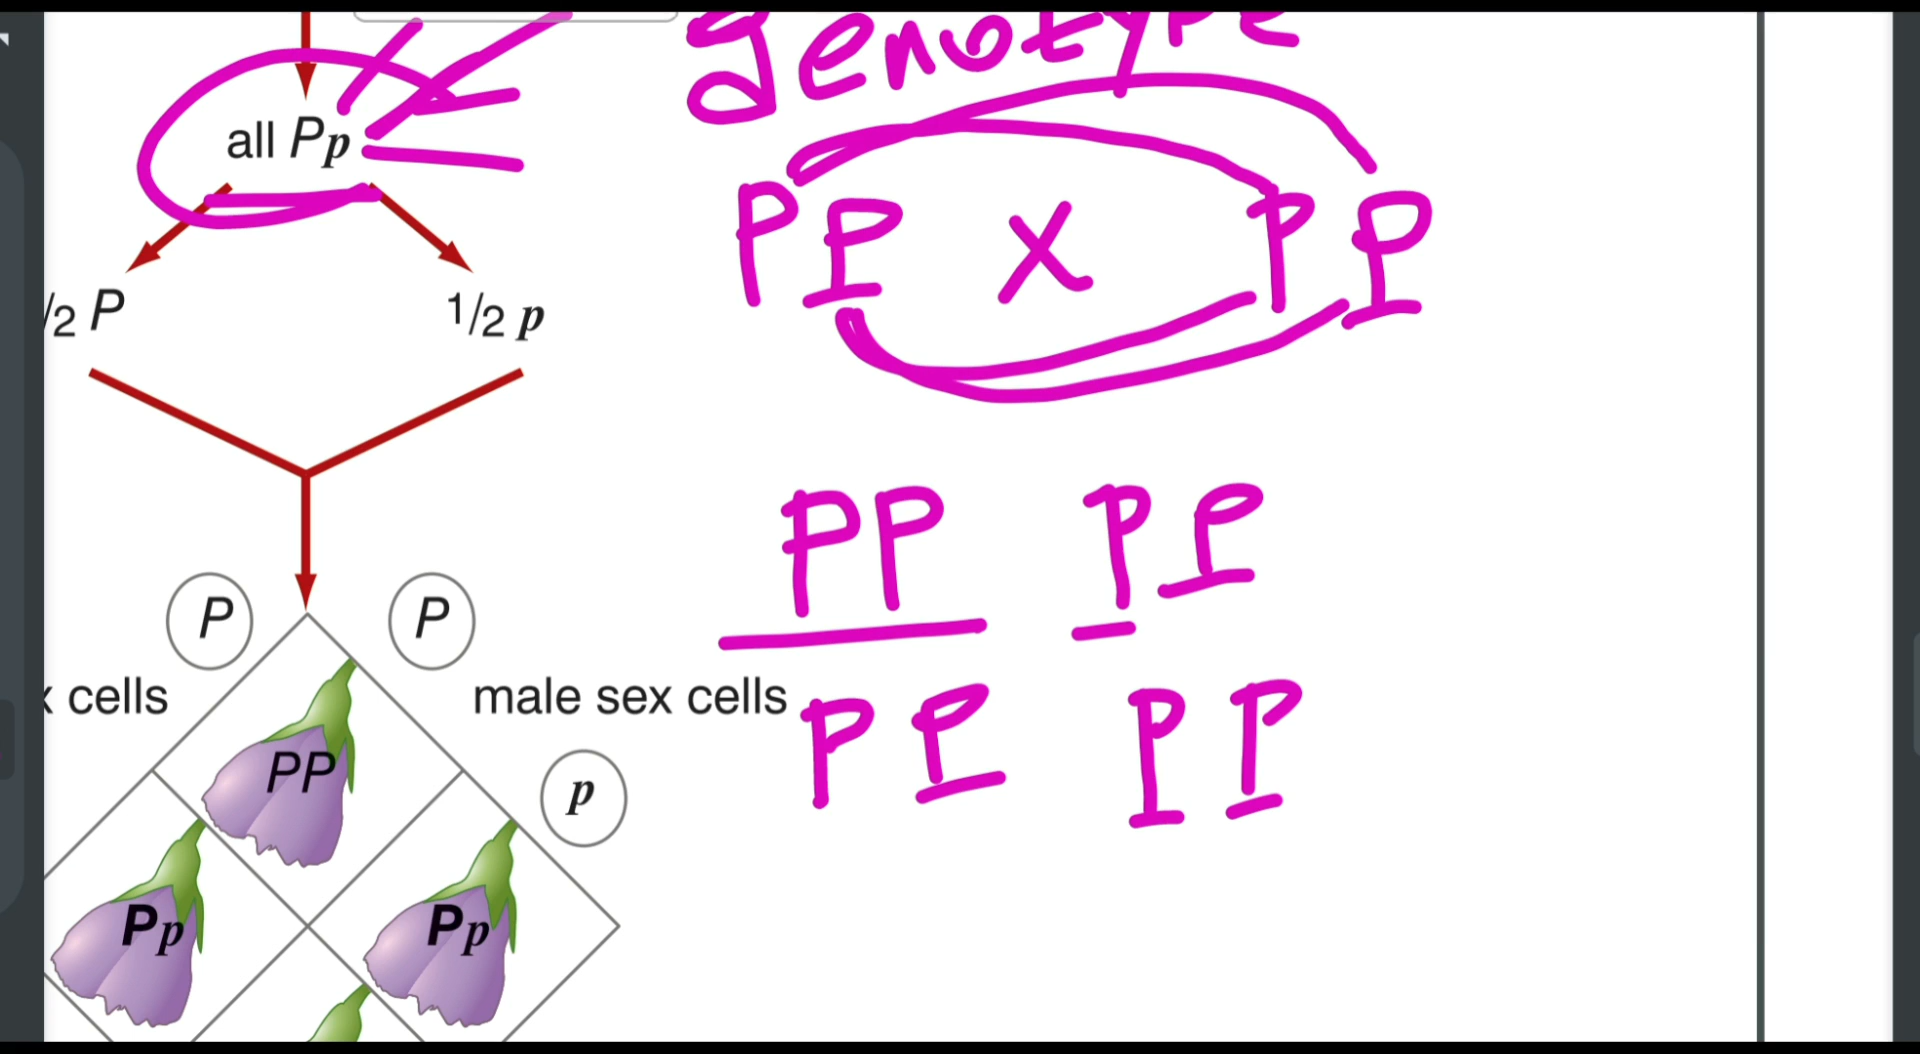 genotype
all Pp
Pp x Pp
/2 P
1/2 p
PP Pp
P
P
cells
male sex cells
Pp pp
PP
p
Pp
Pp